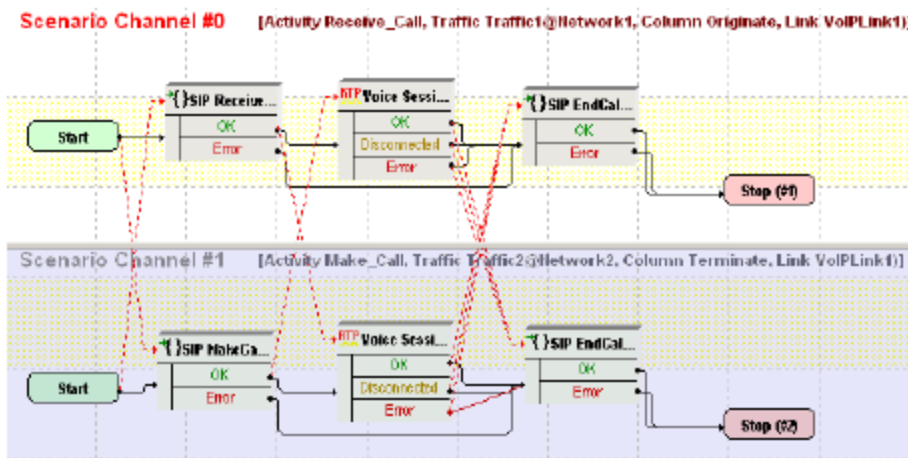 Scenario Channel #0 [Activity Receive_Call, Traffic Traffic1@Network1, Column Originate, Link VoIPLink1)]
{}SIP Receive...
RTP Voice Sessi...
{}SIP EndCal...
OK
OK
OK
Start
Disconnected
Error
Error
Error
Stop (#1)
Scenario Channel #1 [Activity Make_Call, Traffic Traffic2@Network2, Column Terminate, Link VoIPLink1)]
{}SIP MakeCa...
RTP Voice Sessi...
{}SIP EndCal...
OK
OK
OK
Start
Disconnected
Error
Error
Error
Stop (#2)